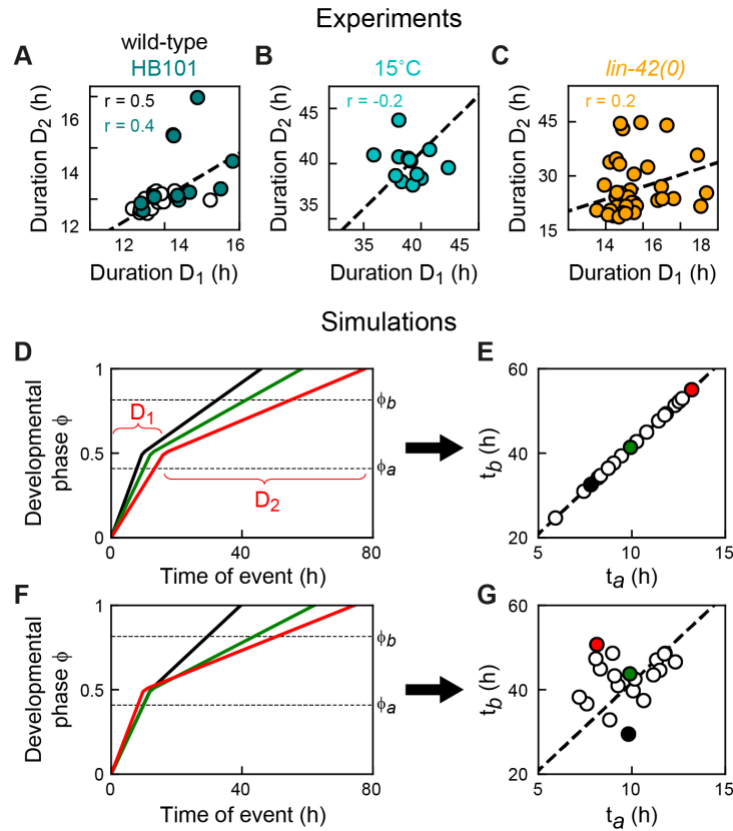 Experiments
A
wild-type
HB101
r = 0.5
r = 0.4
Duration D2 (h)
16
14
12
12 14 16
Duration D1 (h)
B
15°C
r = -0.2
Duration D2 (h)
45
40
35
35 40 45
Duration D1 (h)
C
lin-42(0)
r = 0.2
Duration D2 (h)
45
30
15
14 16 18
Duration D1 (h)
Simulations
D
Developmental
phase ϕ
1
0.5
0
D1
D2
ϕb
ϕa
0 40 80
Time of event (h)
E
tb (h)
60
40
20
5 10 15
ta (h)
F
Developmental
phase ϕ
1
0.5
0
ϕb
ϕa
0 40 80
Time of event (h)
G
tb (h)
60
40
20
5 10 15
ta (h)